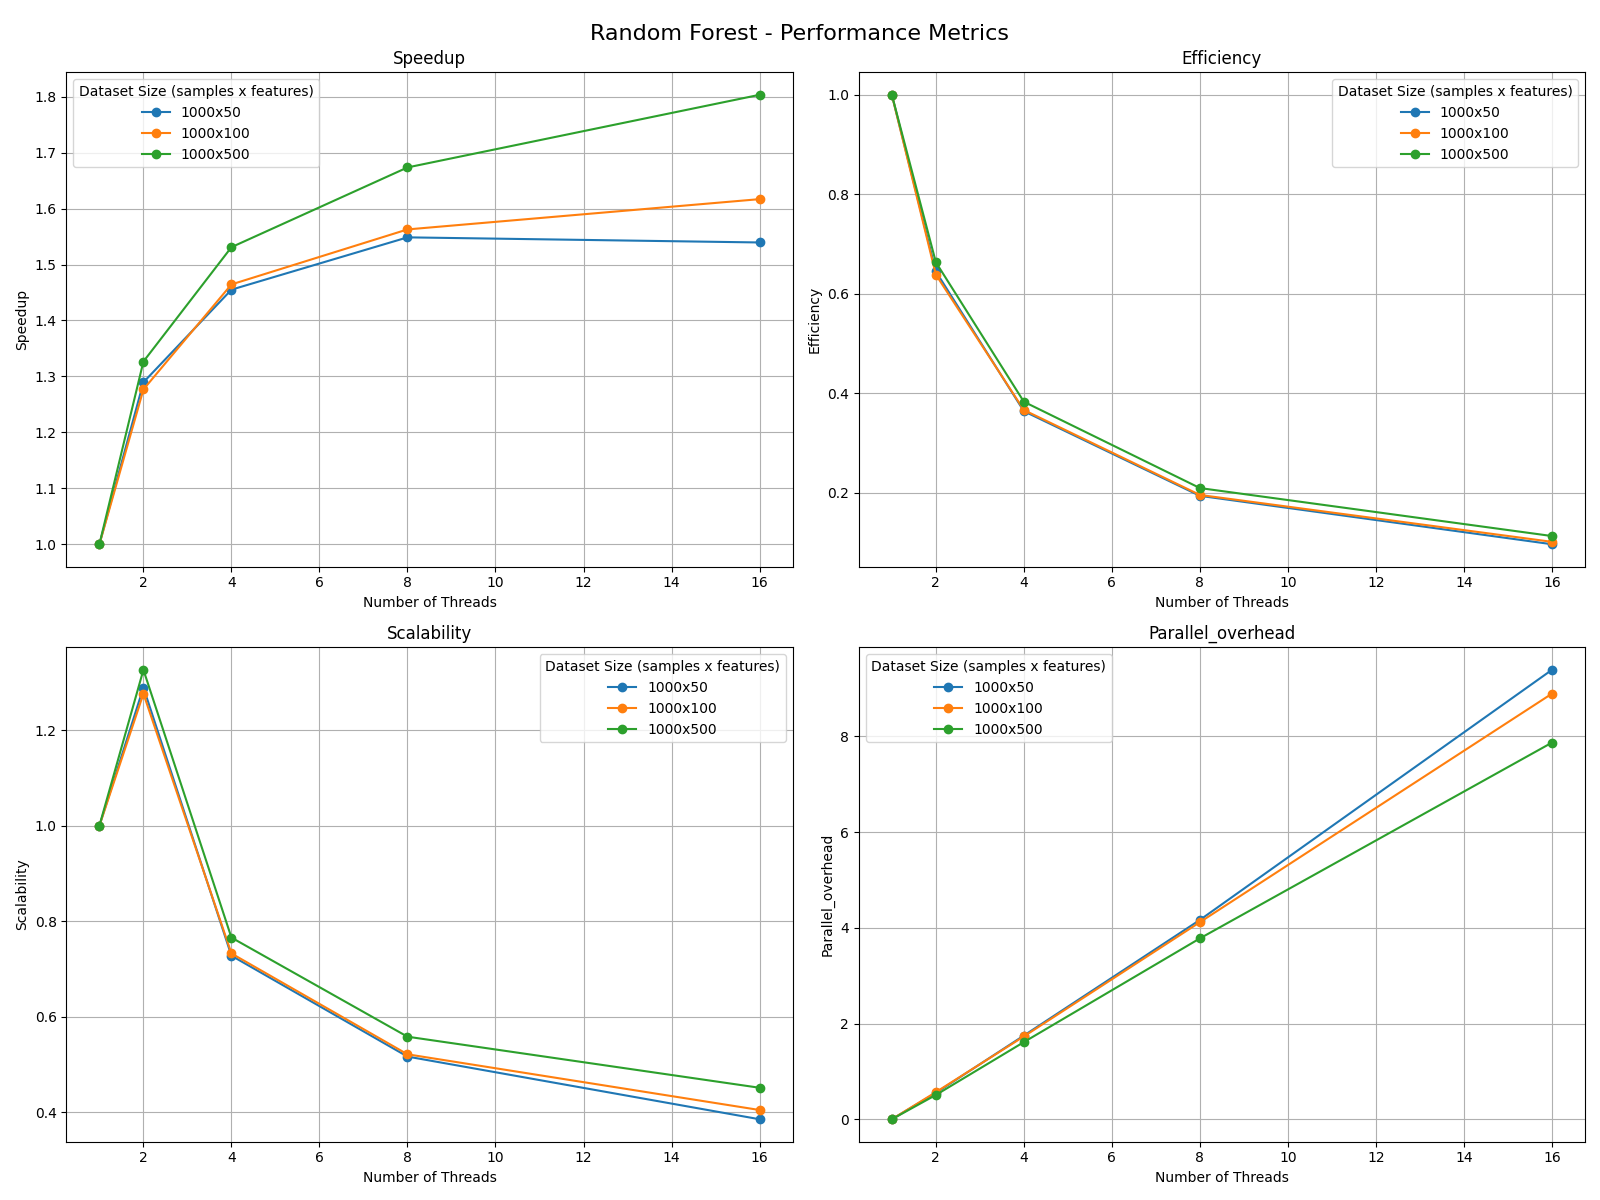 Random Forest - Performance Metrics
Speedup
Dataset Size (samples x features)
1000x50
1000x100
1000x500
1.8
1.7
1.6
1.5
1.4
1.3
1.2
1.1
1.0
Speedup
2 4 6 8 10 12 14 16
Number of Threads
Efficiency
Dataset Size (samples x features)
1000x50
1000x100
1000x500
1.0
0.8
0.6
0.4
0.2
Efficiency
2 4 6 8 10 12 14 16
Number of Threads
Scalability
Dataset Size (samples x features)
1000x50
1000x100
1000x500
1.2
1.0
0.8
0.6
0.4
Scalability
2 4 6 8 10 12 14 16
Number of Threads
Parallel_overhead
Dataset Size (samples x features)
1000x50
1000x100
1000x500
8
6
4
2
0
Parallel_overhead
2 4 6 8 10 12 14 16
Number of Threads